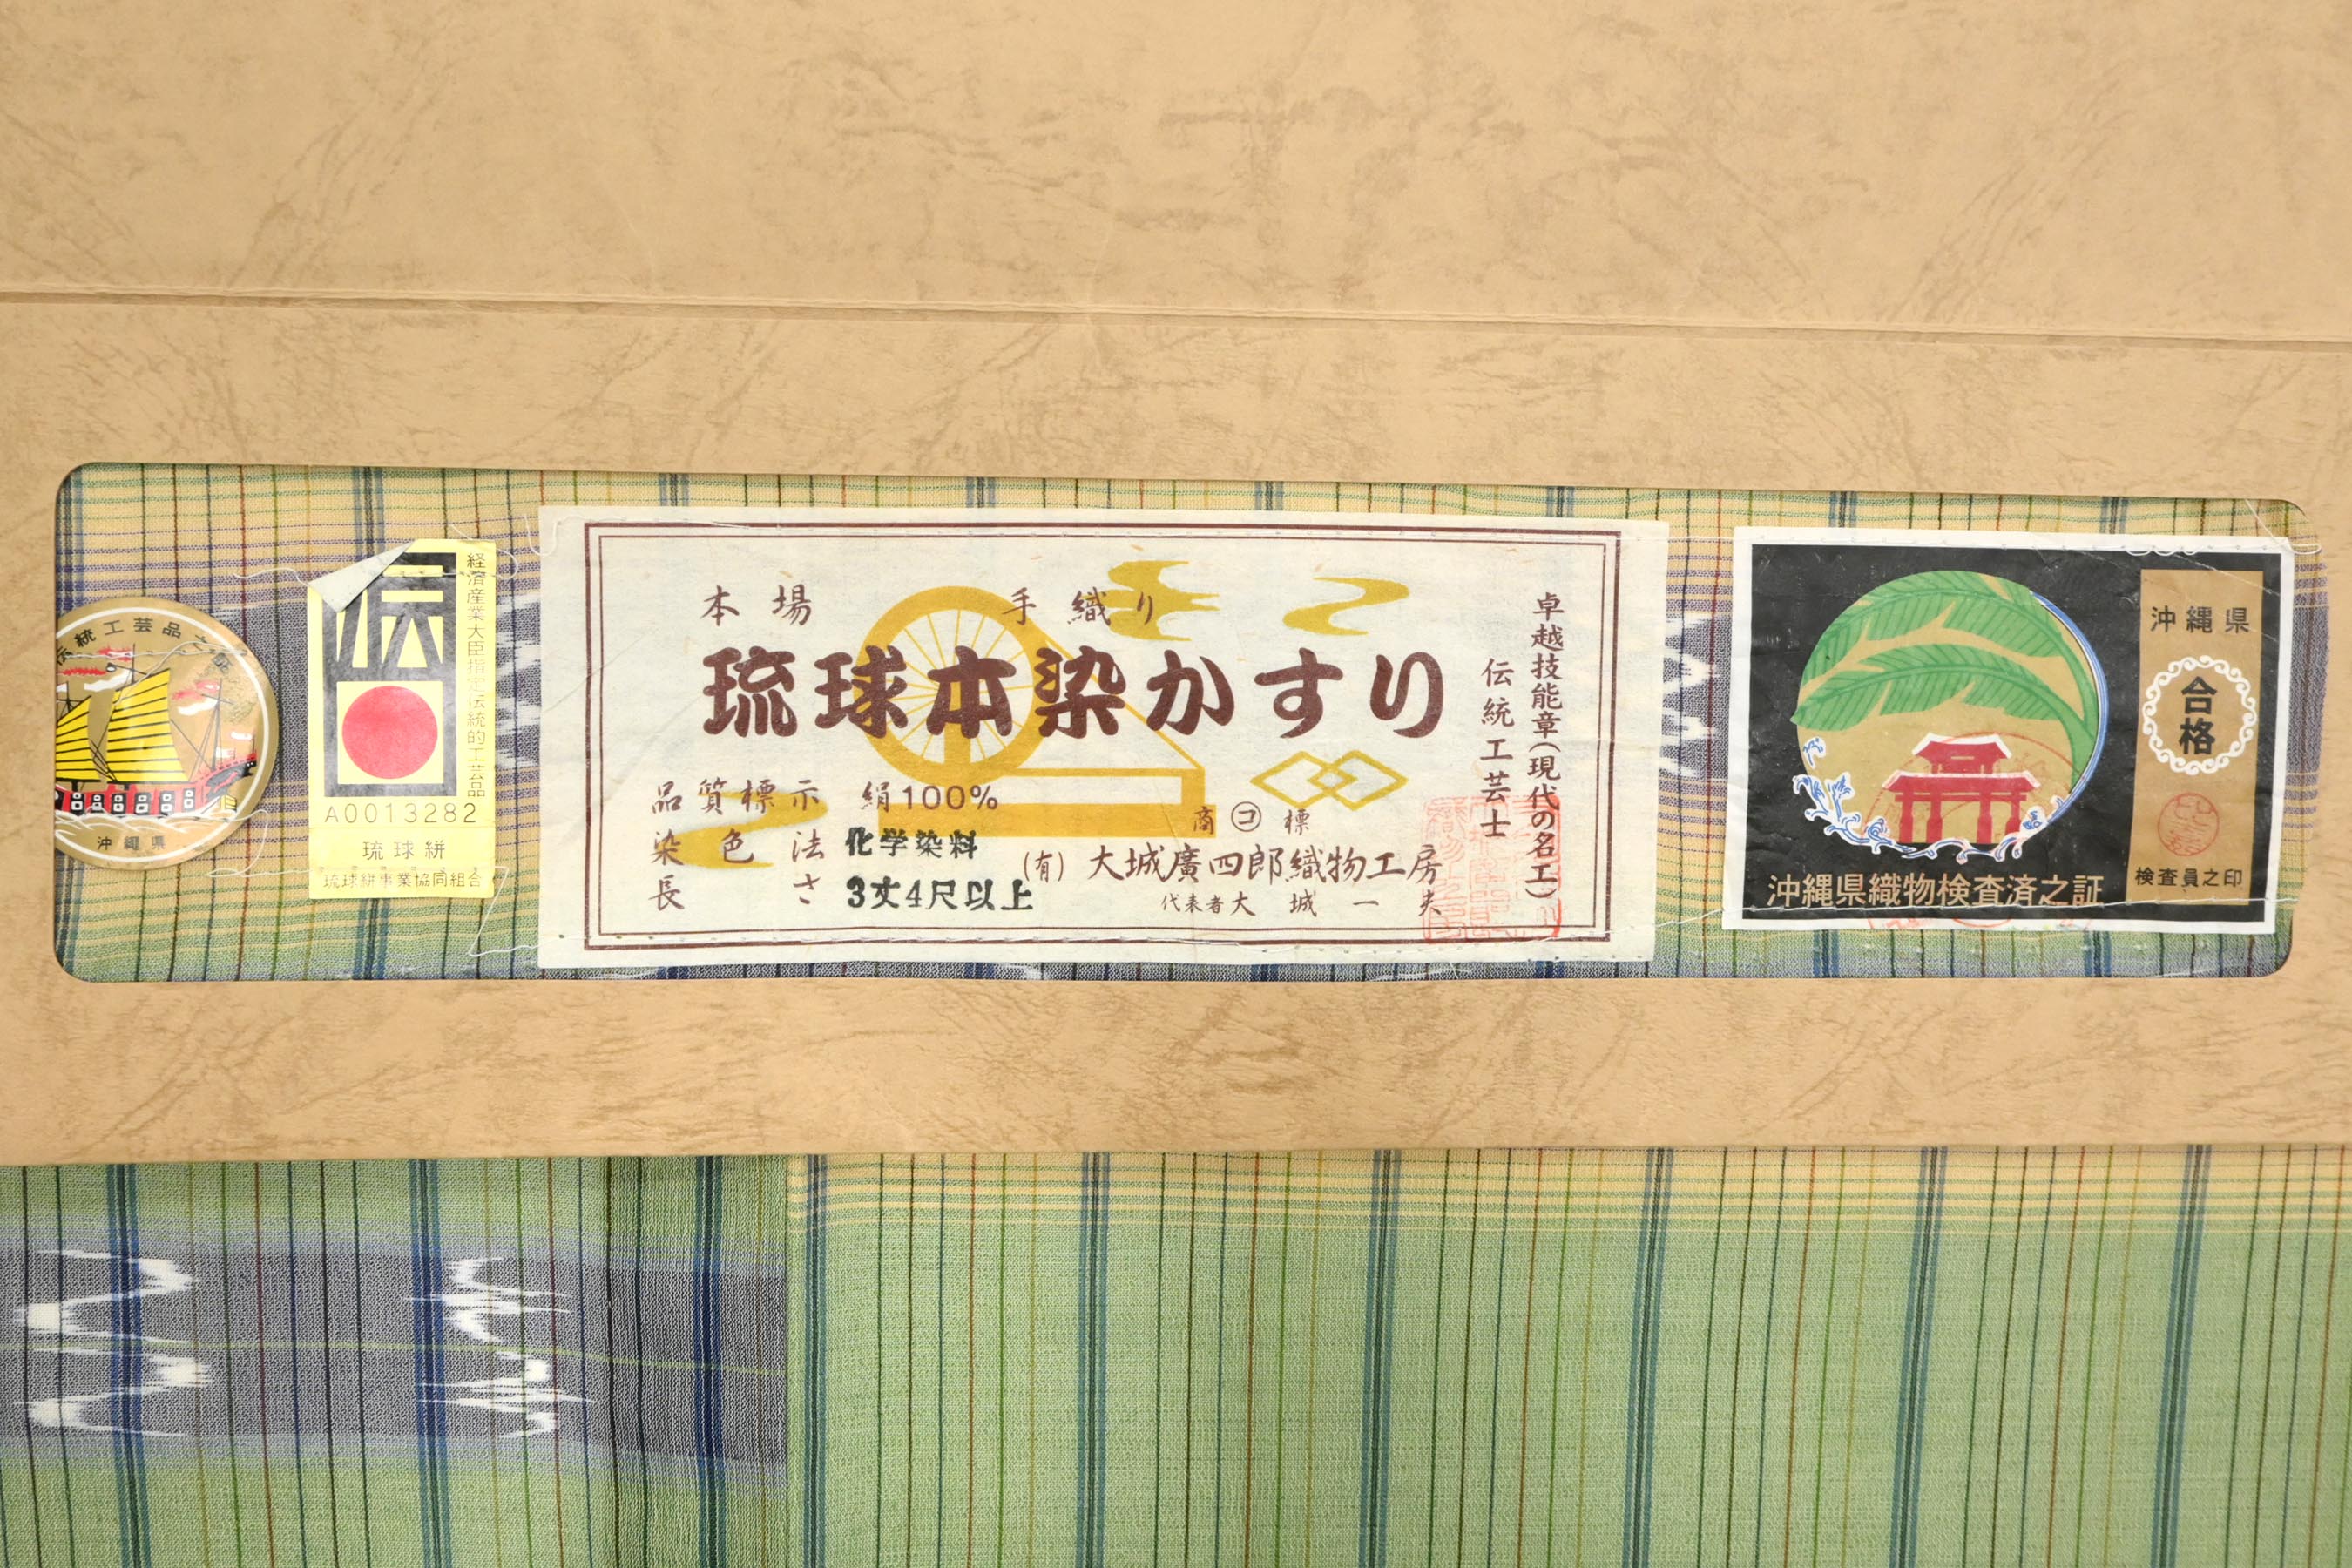 伝統工芸品之
沖縄県
伝
経済産業大臣指定伝統的工芸品
A0013282
琉球絣
琉球絣事業協同組合
本場 手織り
琉球本染かすり
品質標示 絹100%
染色法 化学染料
長さ 3丈4尺以上
商コ標
(有)大城廣四郎織物工房
代表者 大城一夫
卓越技能章(現代の名工)
伝統工芸士
沖縄県織物検査済之証
沖縄県
合格
検査員之印